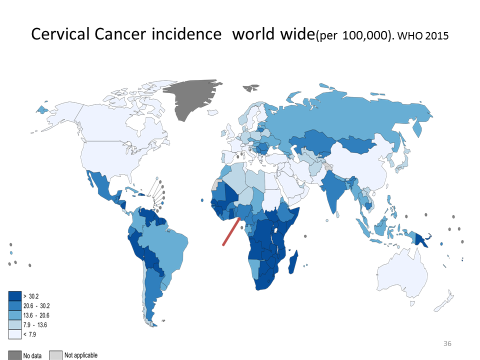 Cervical Cancer incidence world wide(per 100,000). WHO 2015
> 30.2
20.6 - 30.2
13.6 - 20.6
7.9 - 13.6
< 7.9
No data
Not applicable
36